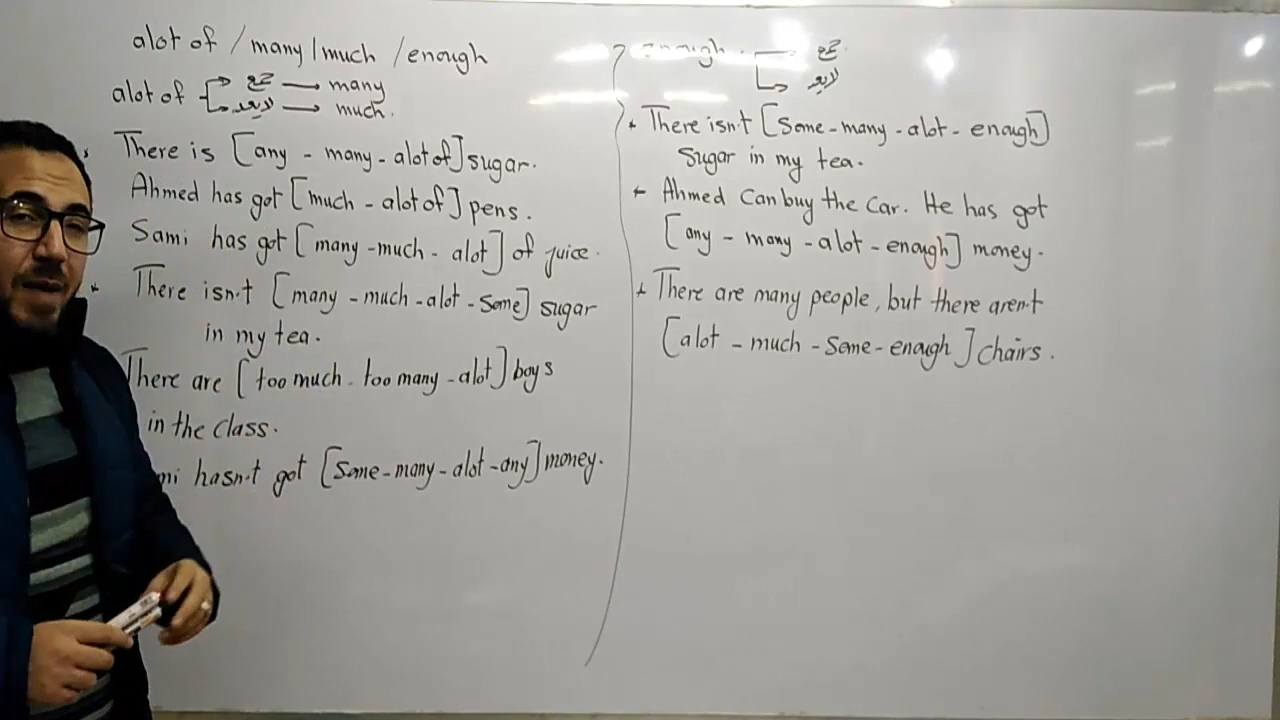 alot of / many / much / enough
alot of جمع → many
لا يعد → much.
There is [any - many - alot of] sugar.
Ahmed has got [much - alot of] pens.
Sami has got [many - much - alot] of juice.
There isn't [many - much - alot - some] sugar
in my tea.
There are [too much - too many - alot] boys
in the class.
hasn't got [some - many - alot - any] money.
enough جمع
لا يعد
There isn't [some - many - alot - enough]
sugar in my tea.
Ahmed can buy the car. He has got
[any - many - alot - enough] money.
There are many people, but there aren't
[alot - much - some - enough] chairs.